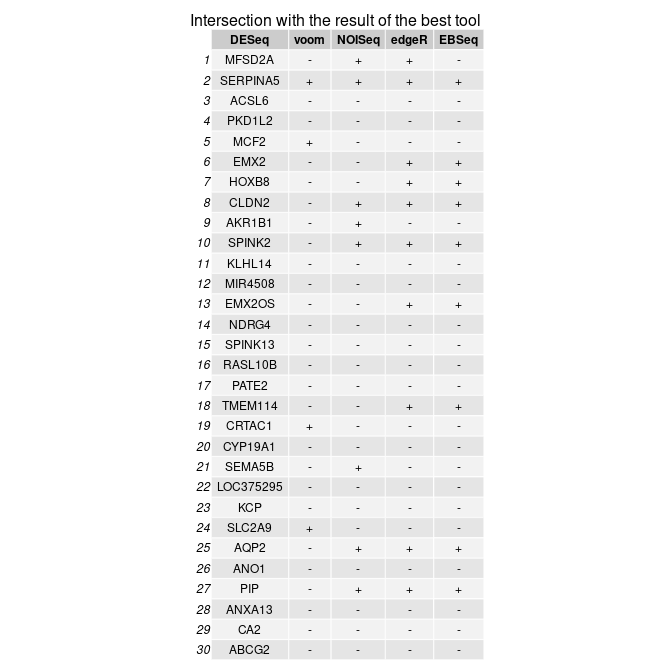 Intersection with the result of the best tool
DESeq voom NOISeq edgeR EBSeq
1 MFSD2A - + + -
2 SERPINA5 + + + +
3 ACSL6 - - - -
4 PKD1L2 - - - -
5 MCF2 + - - -
6 EMX2 - - + +
7 HOXB8 - - + +
8 CLDN2 - + + +
9 AKR1B1 - + - -
10 SPINK2 - + + +
11 KLHL14 - - - -
12 MIR4508 - - - -
13 EMX2OS - - + +
14 NDRG4 - - - -
15 SPINK13 - - - -
16 RASL10B - - - -
17 PATE2 - - - -
18 TMEM114 - - + +
19 CRTAC1 + - - -
20 CYP19A1 - - - -
21 SEMA5B - + - -
22 LOC375295 - - - -
23 KCP - - - -
24 SLC2A9 + - - -
25 AQP2 - + + +
26 ANO1 - - - -
27 PIP - + + +
28 ANXA13 - - - -
29 CA2 - - - -
30 ABCG2 - - - -